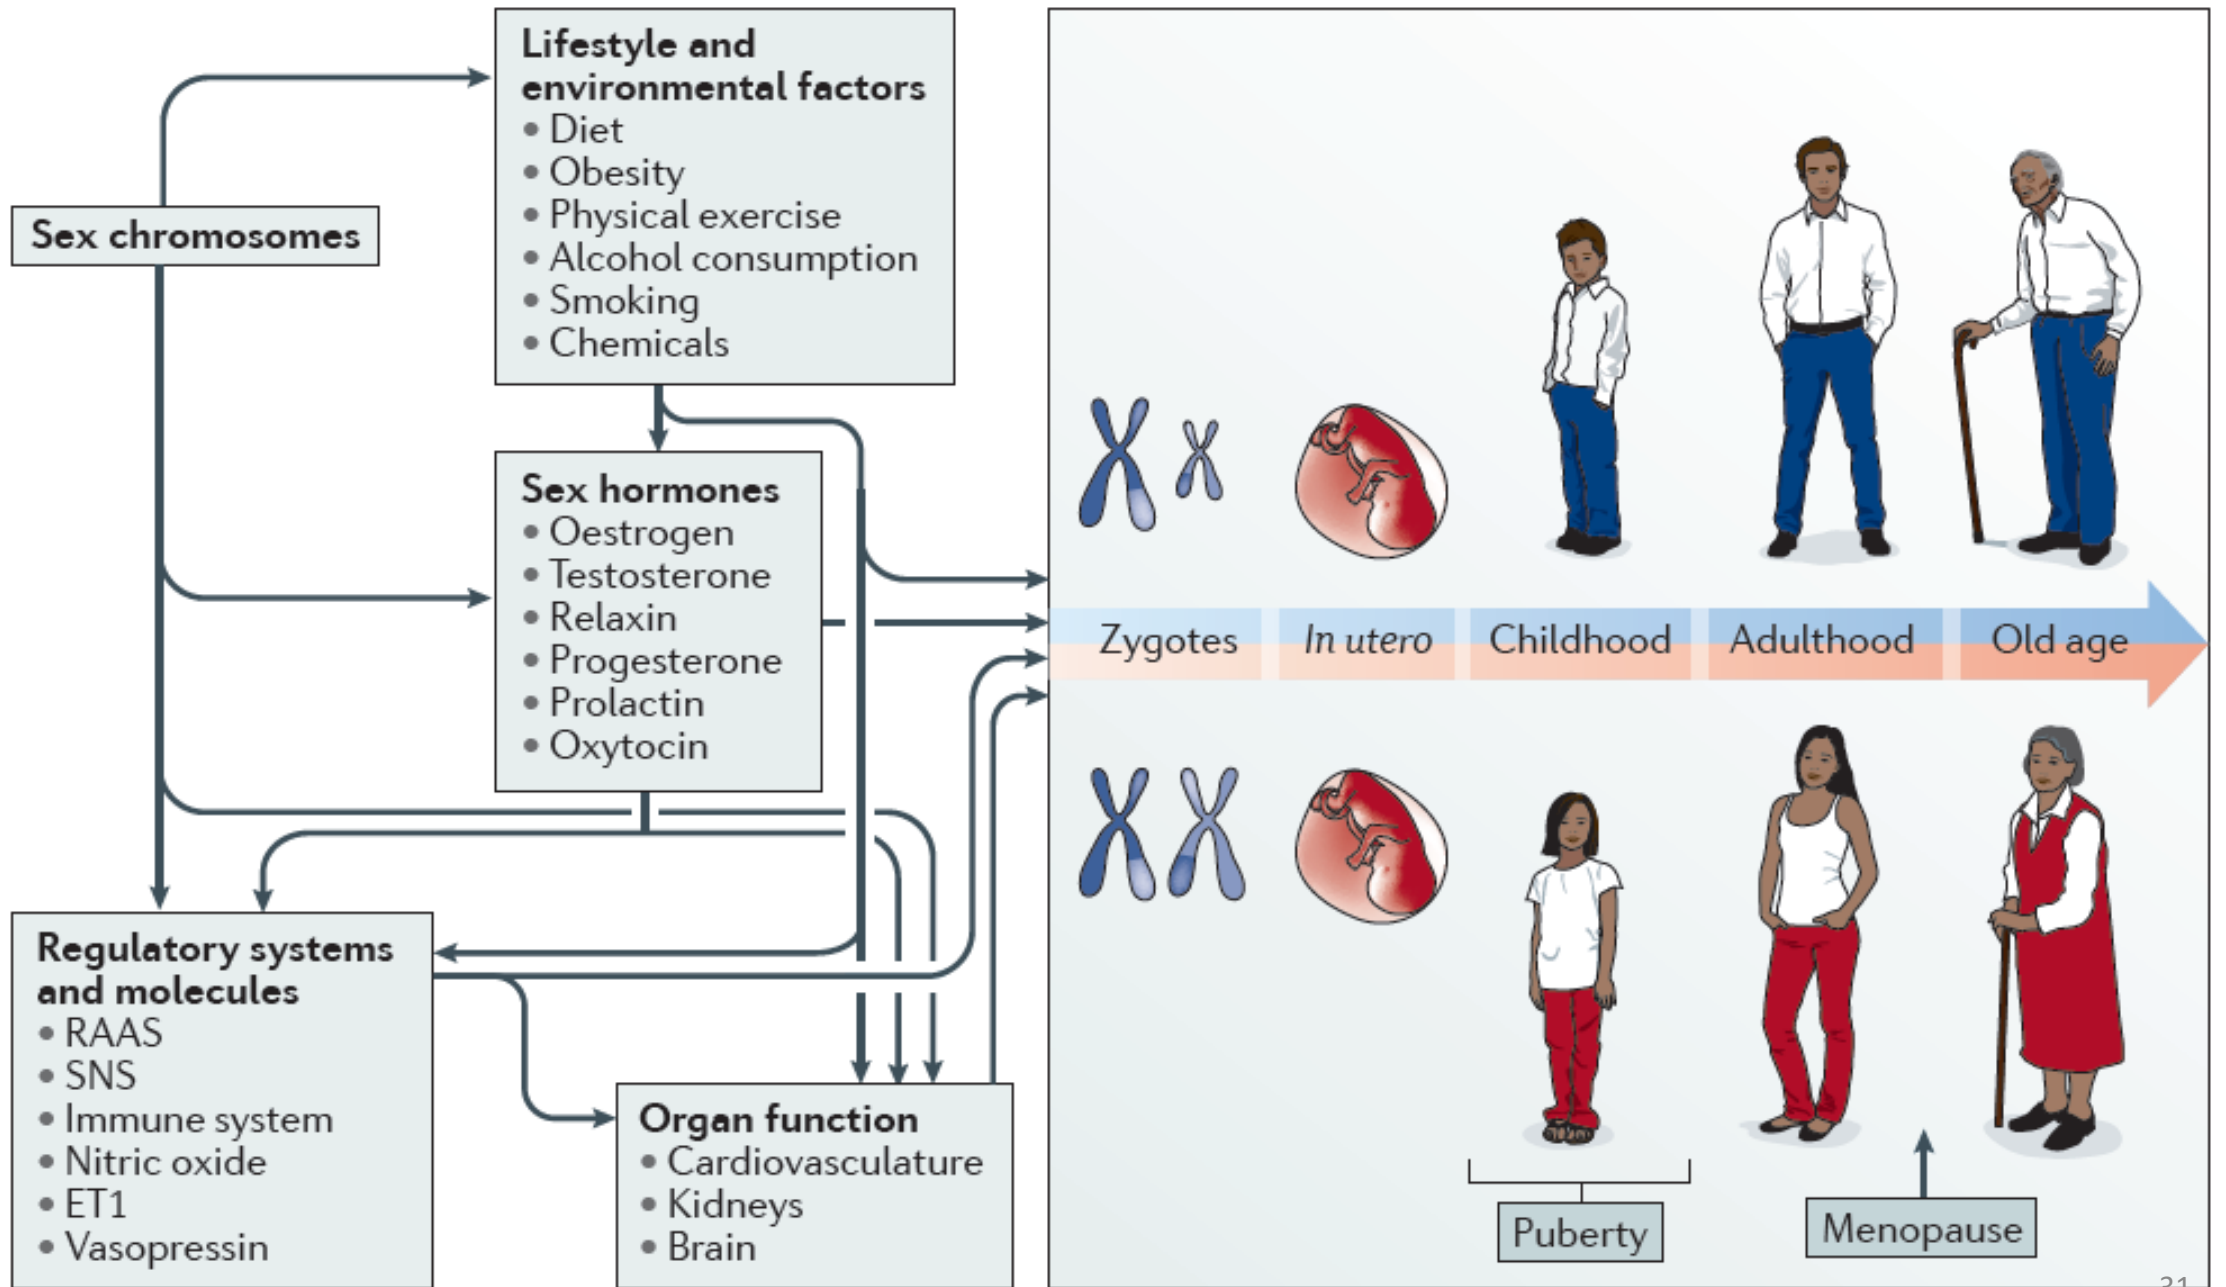 Lifestyle and
environmental factors
• Diet
• Obesity
• Physical exercise
• Alcohol consumption
• Smoking
• Chemicals
Sex chromosomes
Sex hormones
• Oestrogen
• Testosterone
• Relaxin
• Progesterone
• Prolactin
• Oxytocin
Regulatory systems
and molecules
• RAAS
• SNS
• Immune system
• Nitric oxide
• ET1
• Vasopressin
Organ function
• Cardiovasculature
• Kidneys
• Brain
Zygotes
In utero
Childhood
Adulthood
Old age
Puberty
Menopause